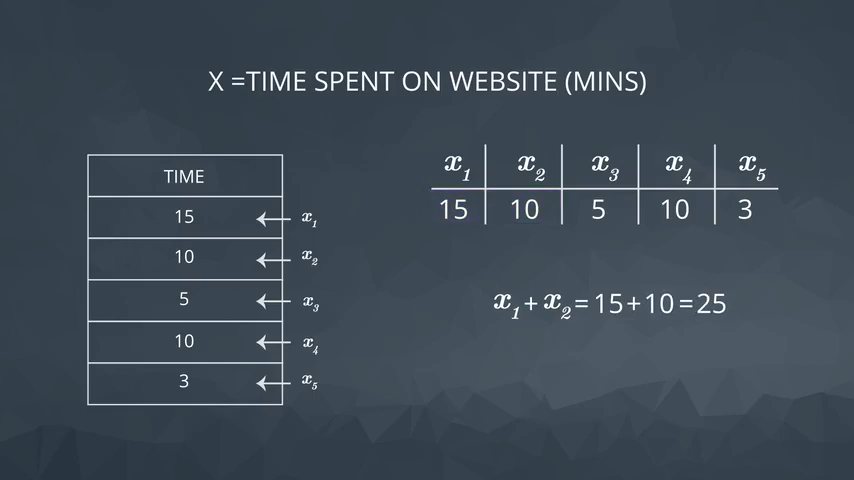 X =TIME SPENT ON WEBSITE (MINS)
TIME
15 x₁
10 x₂
5 x₃
10 x₄
3 x₅
x₁ x₂ x₃ x₄ x₅
15 10 5 10 3
x₁+x₂=15+10=25